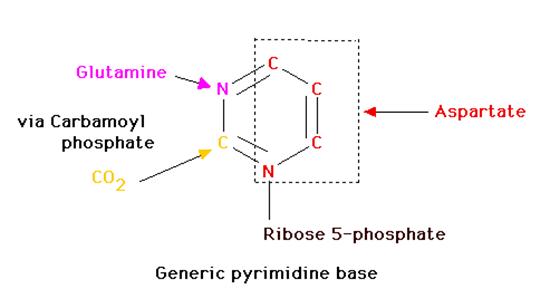 C
Glutamine
N
C
Aspartate
via Carbamoyl
phosphate
C
C
CO2
N
Ribose 5-phosphate
Generic pyrimidine base